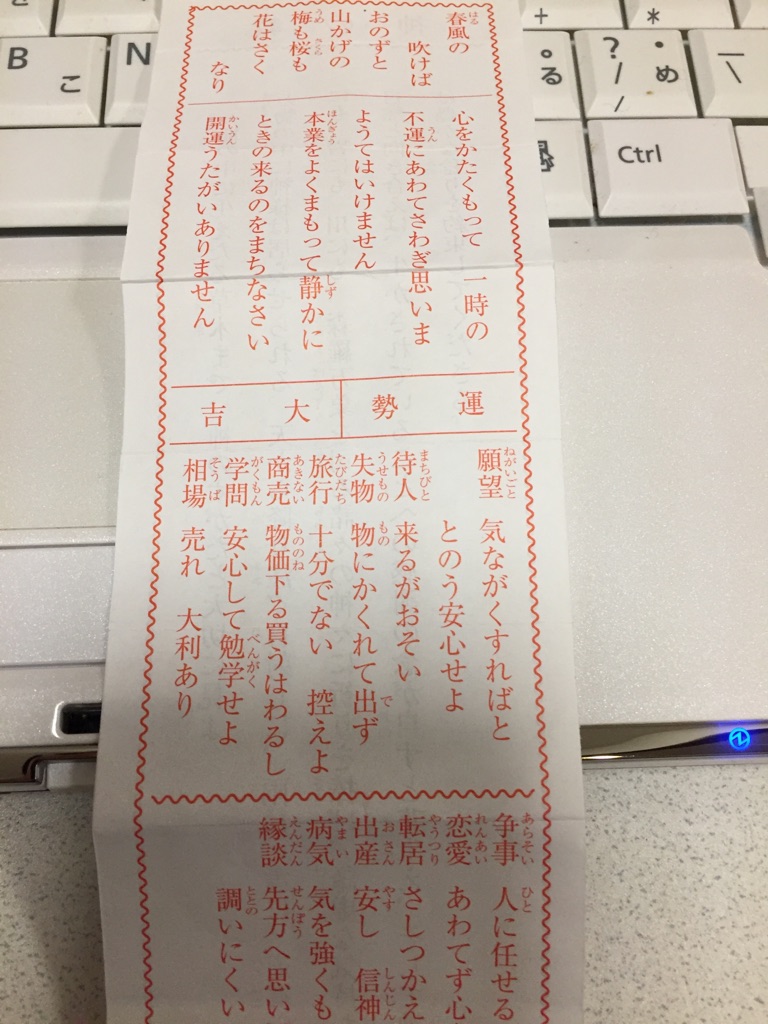 春風の
吹けば
おのずと
山かげの
梅も桜も
花はさく
なり
心をかたくもって 一時の
不運にあわてさわぎ思いま
ようてはいけません
本業をよくまもって静かに
ときの来るのをまちなさい
開運うたがいありません
運勢 大吉
願望 気ながくすればと
とのう安心せよ
待人 来るがおそい
失物 物にかくれて出ず
旅行 十分でない 控えよ
商売 物価下る買うはわるし
学問 安心して勉学せよ
相場 売れ 大利あり
争事 人に任せる
恋愛 あわてず心
転居 さしつかえ
出産 安し 信神
病気 気を強くも
縁談 先方へ思い
調いにくい
B
こ
N
+
*
る
?
・
/
め
Ctrl